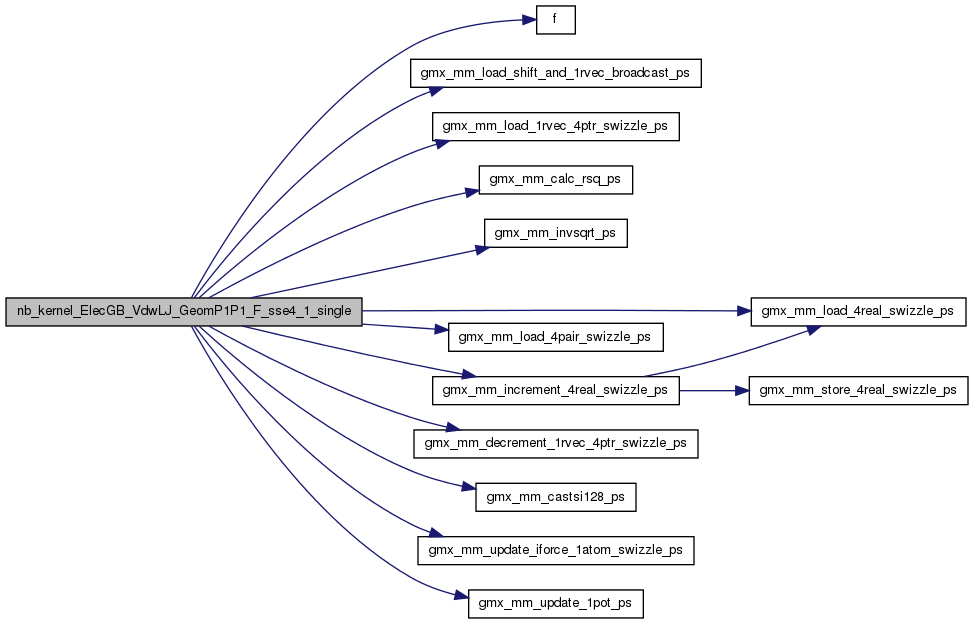 f
gmx_mm_load_shift_and_1rvec_broadcast_ps
gmx_mm_load_1rvec_4ptr_swizzle_ps
gmx_mm_calc_rsq_ps
gmx_mm_invsqrt_ps
nb_kernel_ElecGB_VdwLJ_GeomP1P1_F_sse4_1_single
gmx_mm_load_4real_swizzle_ps
gmx_mm_load_4pair_swizzle_ps
gmx_mm_increment_4real_swizzle_ps
gmx_mm_store_4real_swizzle_ps
gmx_mm_decrement_1rvec_4ptr_swizzle_ps
gmx_mm_castsi128_ps
gmx_mm_update_iforce_1atom_swizzle_ps
gmx_mm_update_1pot_ps